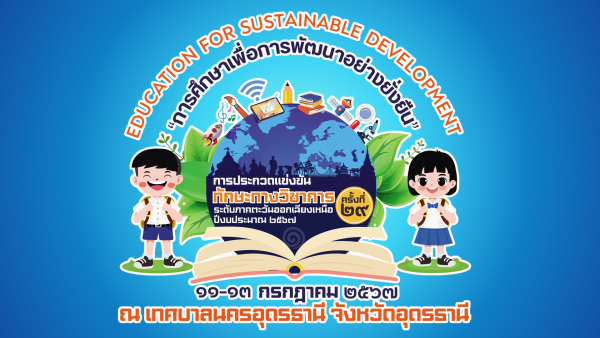 EDUCATION FOR SUSTAINABLE DEVELOPMENT
“การศึกษาเพื่อการพัฒนาอย่างยั่งยืน”
การประกวดแข่งขัน
ทักษะทางวิชาการ
ระดับภาคตะวันออกเฉียงเหนือ
ปีงบประมาณ ๒๕๖๗
ครั้งที่
๒๙
๑๑-๑๓ กรกฎาคม ๒๕๖๗
ณ เทศบาลนครอุดรธานี จังหวัดอุดรธานี